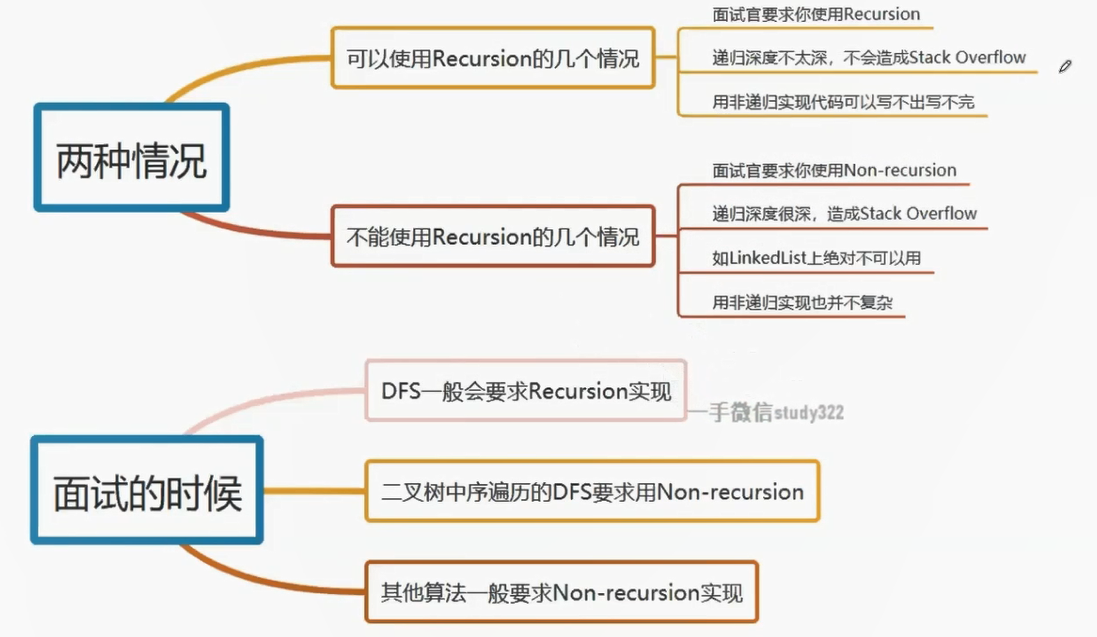 两种情况
可以使用Recursion的几个情况
面试官要求你使用Recursion
递归深度不太深，不会造成Stack Overflow
用非递归实现代码可以写不出写不完
不能使用Recursion的几个情况
面试官要求你使用Non-recursion
递归深度很深，造成Stack Overflow
如LinkedList上绝对不可以用
用非递归实现也并不复杂
面试的时候
DFS一般会要求Recursion实现
一手微信study322
二叉树中序遍历的DFS要求用Non-recursion
其他算法一般要求Non-recursion实现